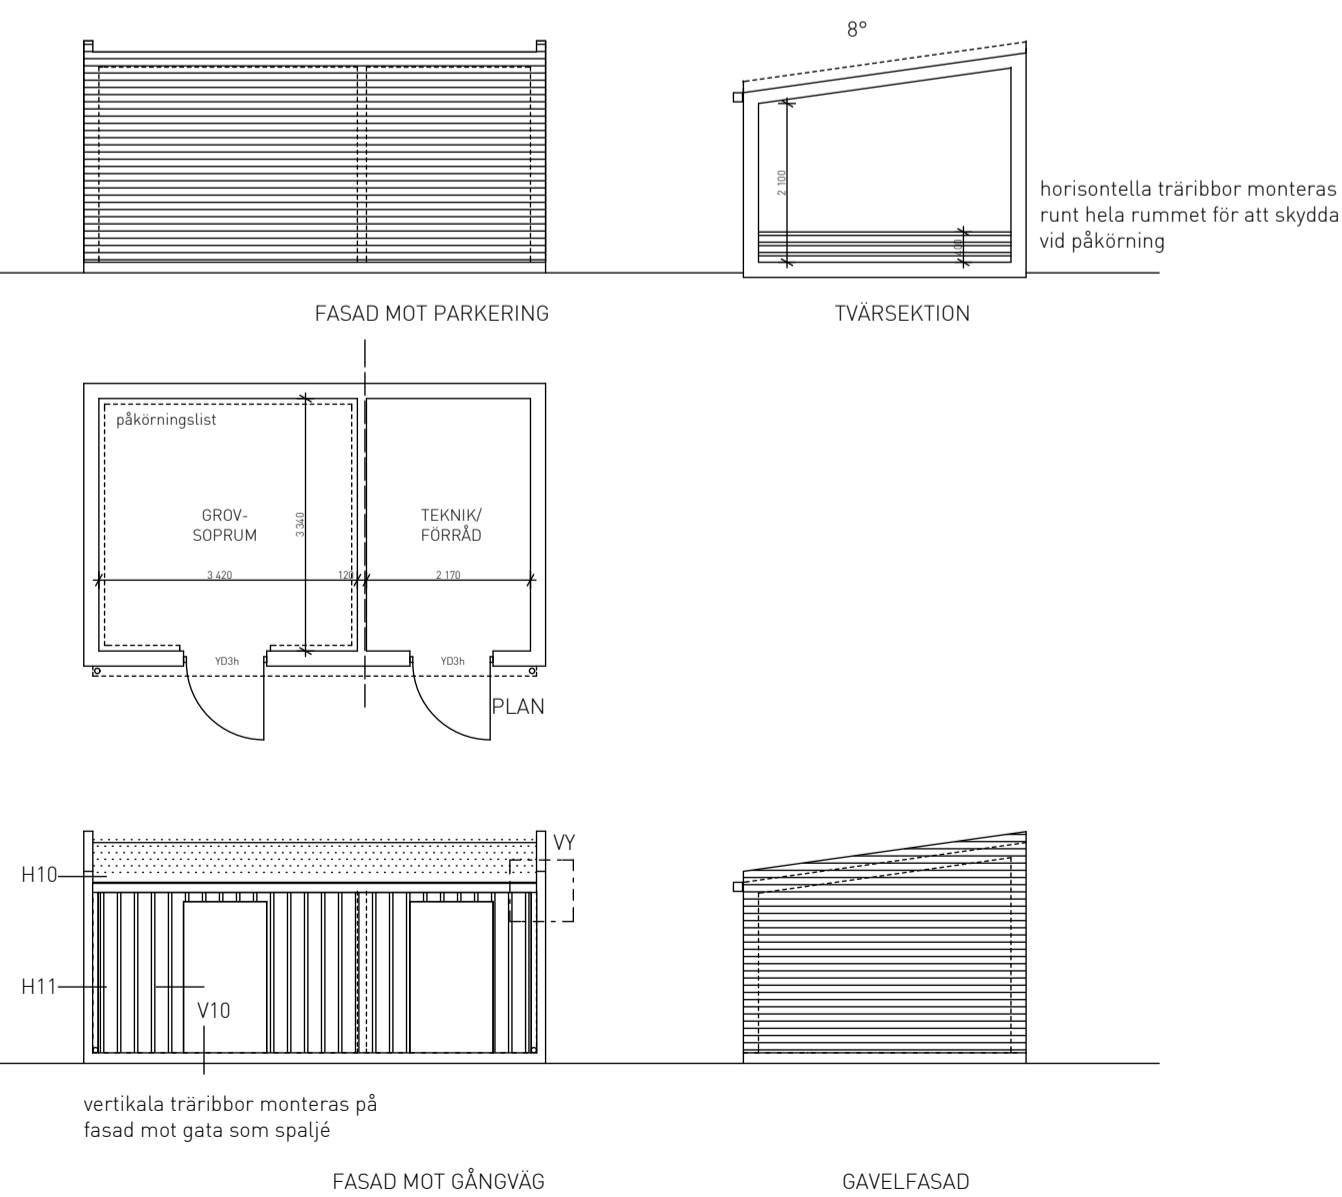 8°
2 100
400
horisontella träribbor monteras
runt hela rummet för att skydda
vid påkörning
FASAD MOT PARKERING
TVÄRSEKTION
påkörningslist
GROV-
SOPRUM
3 340
TEKNIK/
FÖRRÅD
3 420
120
2 170
YD3h
YD3h
PLAN
VY
H10
H11
V10
vertikala träribbor monteras på
fasad mot gata som spaljé
FASAD MOT GÅNGVÄG
GAVELFASAD